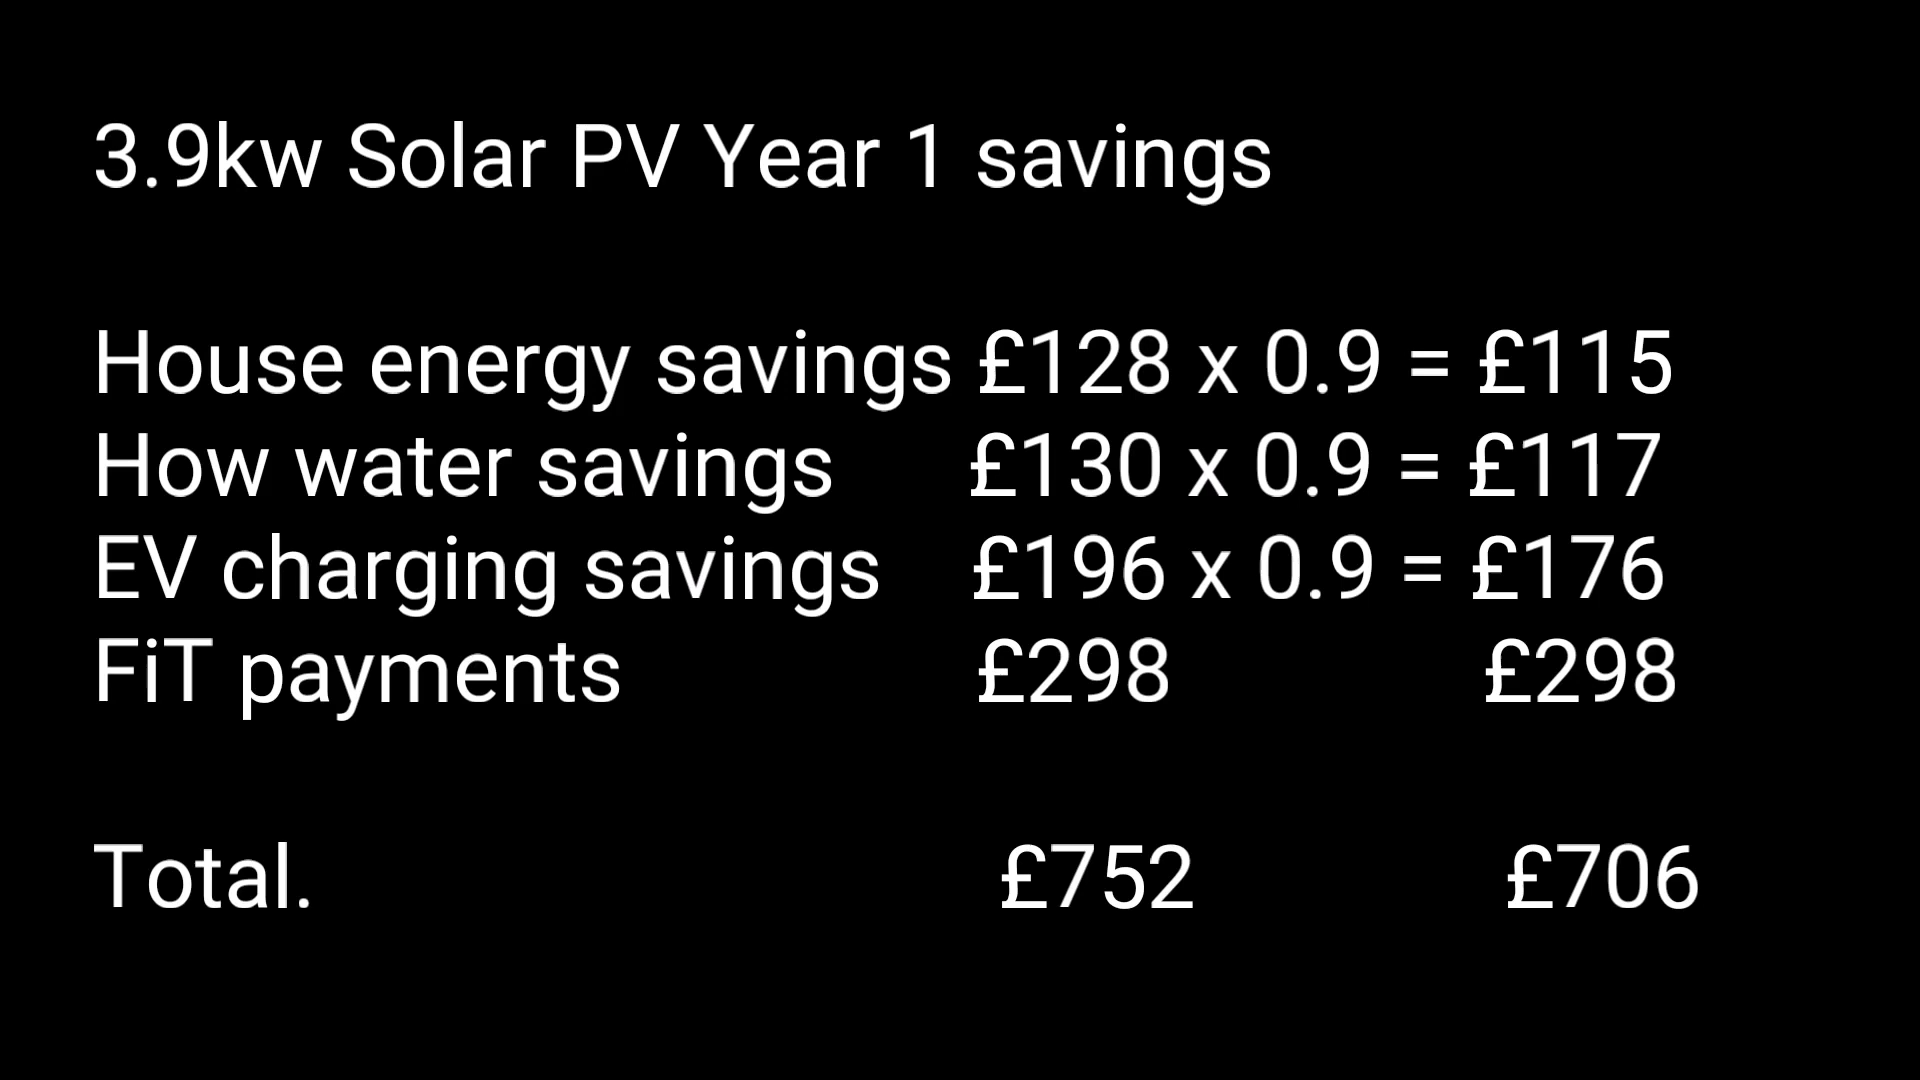 3.9kw Solar PV Year 1 savings
House energy savings £128 x 0.9 = £115
How water savings £130 x 0.9 = £117
EV charging savings £196 x 0.9 = £176
FiT payments £298 £298
Total. £752 £706